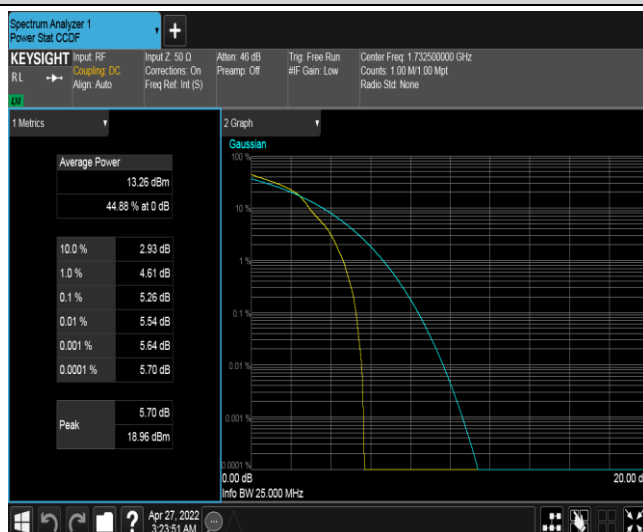 Spectrum Analyzer 1
Power Stat CCDF
+
KEYSIGHT
RL
LXI
Input: RF
Coupling: DC
Align: Auto
Input Z: 50 Ω
Corrections: On
Freq Ref: Int (S)
Atten: 46 dB
Preamp: Off
Trig: Free Run
#IF Gain: Low
Center Freq: 1.732500000 GHz
Counts: 1.00 M/1.00 Mpt
Radio Std: None
1 Metrics
Average Power
13.26 dBm
44.88 % at 0 dB
10.0 % 2.93 dB
1.0 % 4.61 dB
0.1 % 5.26 dB
0.01 % 5.54 dB
0.001 % 5.64 dB
0.0001 % 5.70 dB
Peak
5.70 dB
18.96 dBm
2 Graph
Gaussian
100 %
10 %
1 %
0.1 %
0.01 %
0.001 %
0.0001 %
0.00 dB
20.00 d
Info BW 25.000 MHz
?
Apr 27, 2022
3:23:51 AM